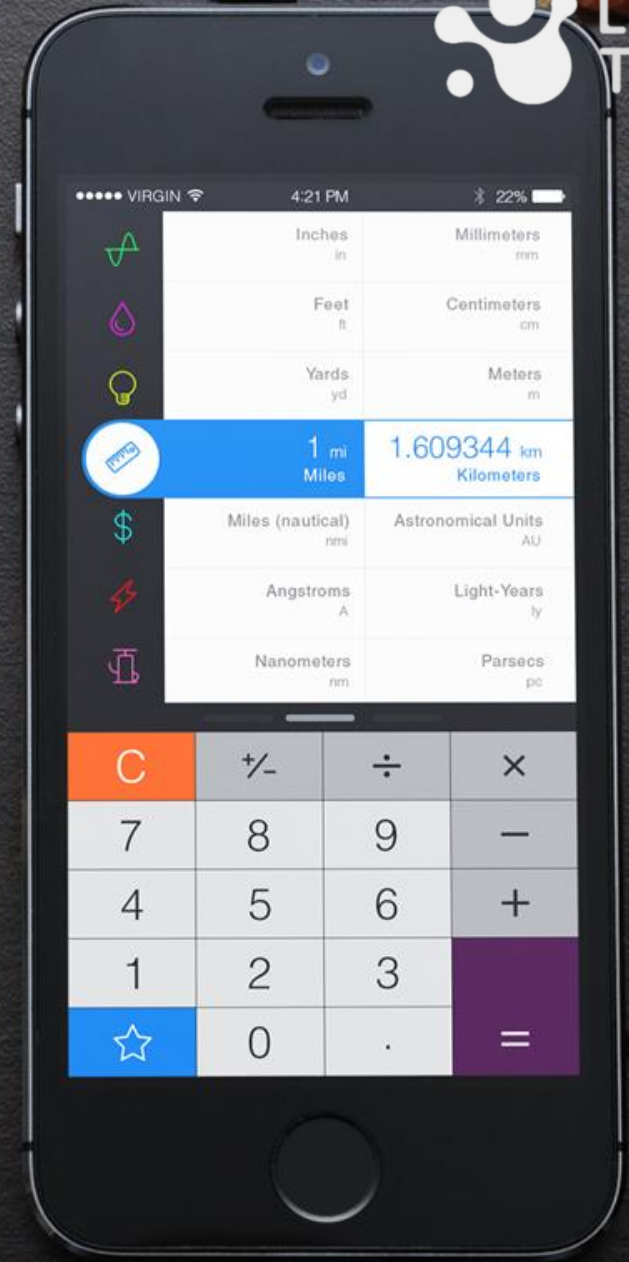 L
T
VIRGIN 4:21 PM 22%
Inches Millimeters
in mm
Feet Centimeters
ft cm
Yards Meters
yd m
1 mi 1.609344 km
Miles Kilometers
Miles (nautical) Astronomical Units
nmi AU
Angstroms Light-Years
A ly
Nanometers Parsecs
nm pc
C +/- ÷ ×
7 8 9 −
4 5 6 +
1 2 3
0 . =